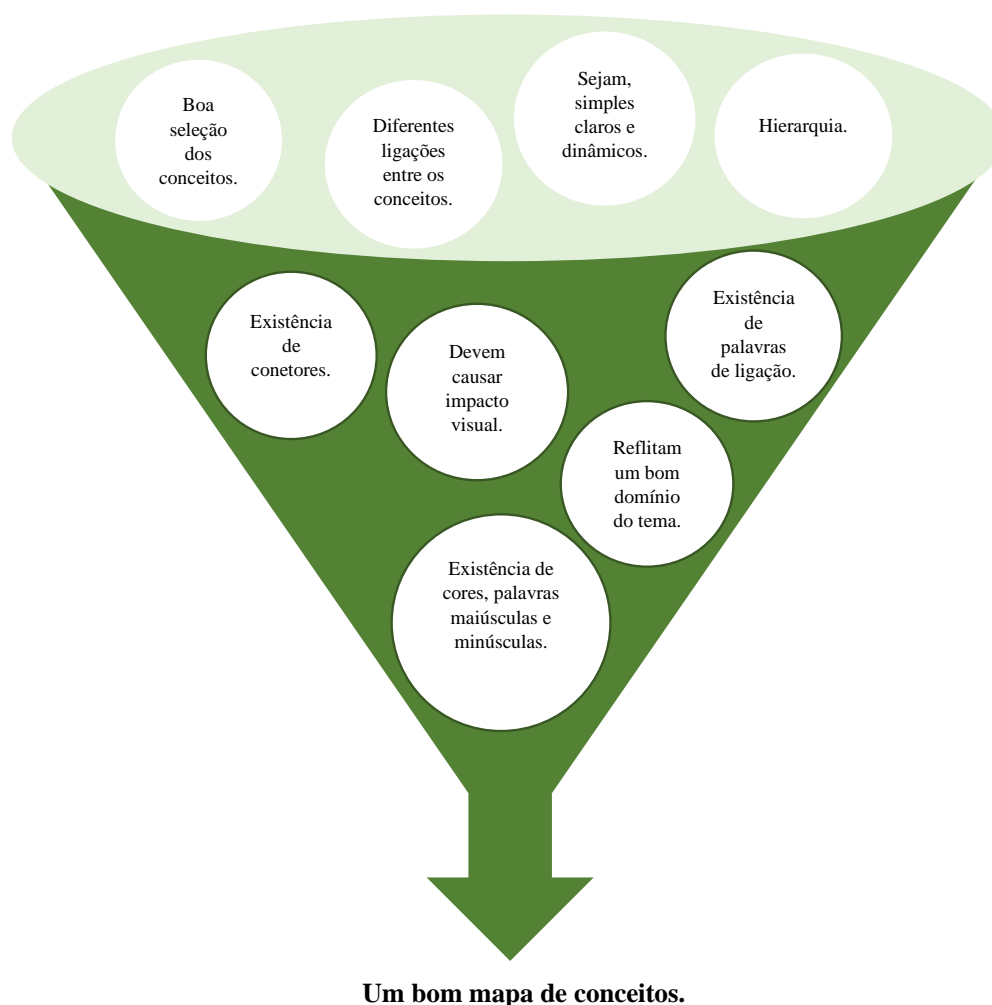 Boa
seleção
dos
conceitos.
Diferentes
ligações
entre os
conceitos.
Sejam,
simples
claros e
dinâmicos.
Hierarquia.
Existência
de
conetores.
Devem
causar
impacto
visual.
Existência
de
palavras
de ligação.
Reflitam
um bom
domínio
do tema.
Existência de
cores, palavras
maiúsculas e
minúsculas.
Um bom mapa de conceitos.